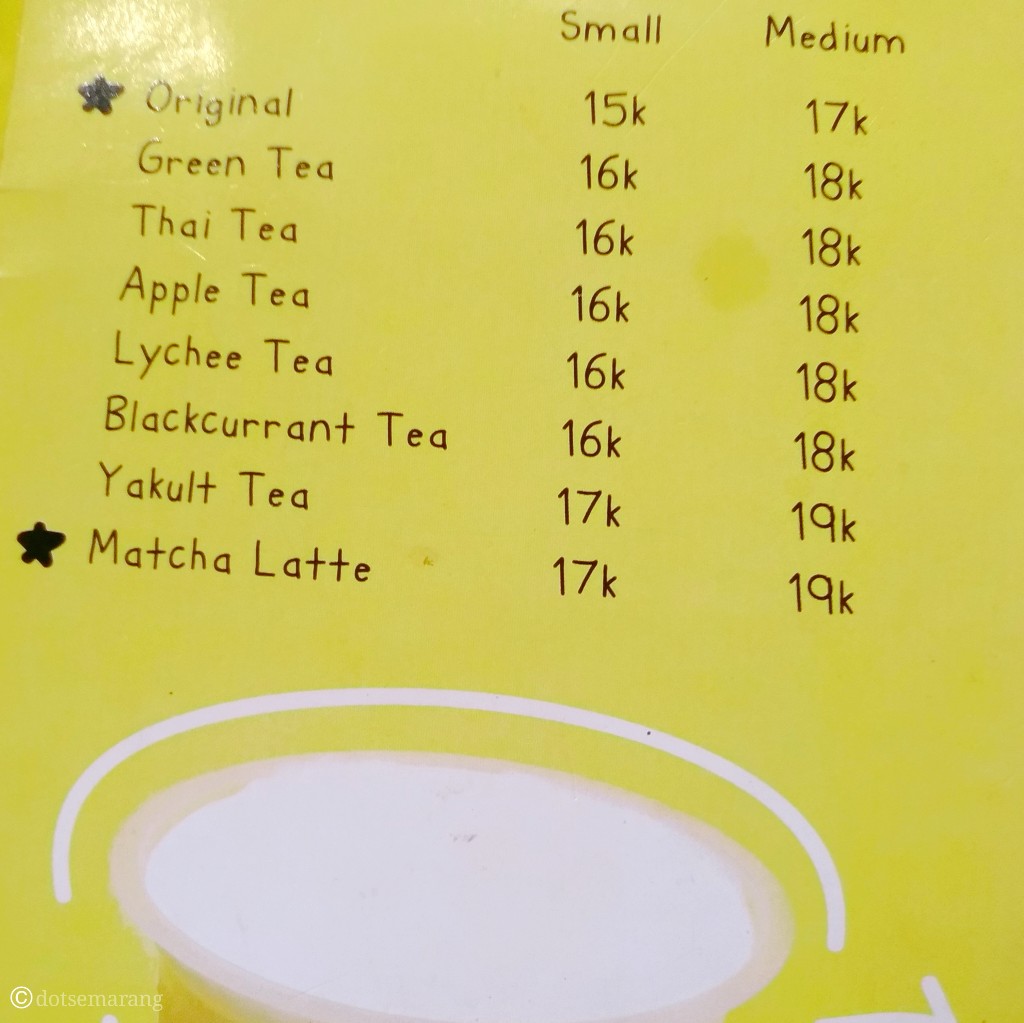 Small Medium
Original 15k 17k
Green Tea 16k 18k
Thai Tea 16k 18k
Apple Tea 16k 18k
Lychee Tea 16k 18k
Blackcurrant Tea 16k 18k
Yakult Tea 17k 19k
Matcha Latte 17k 19k
©dotsemarang